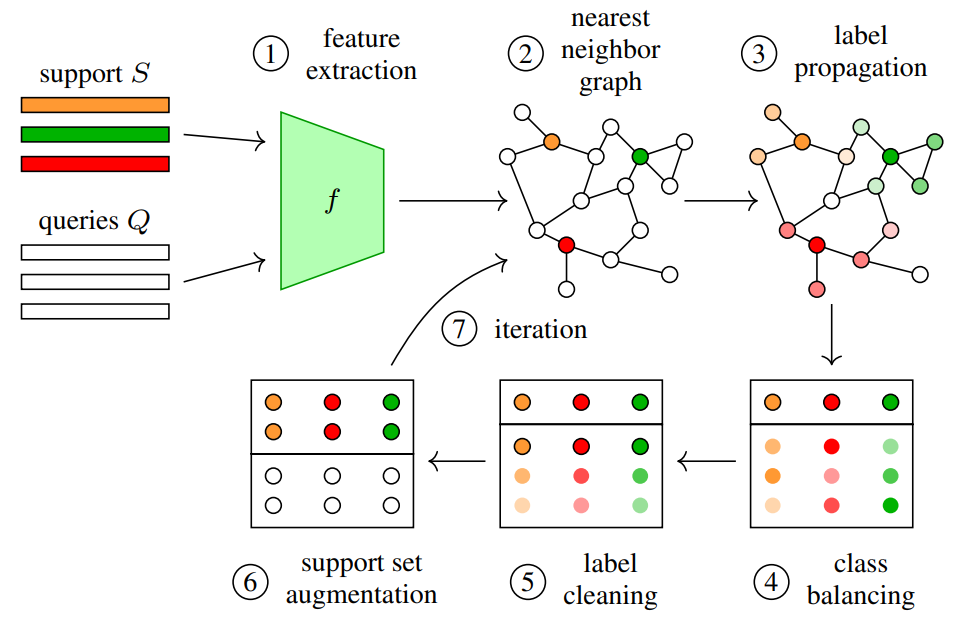 support S
queries Q
1 feature
extraction
f
2 nearest
neighbor
graph
3 label
propagation
7 iteration
6 support set
augmentation
5 label
cleaning
4 class
balancing